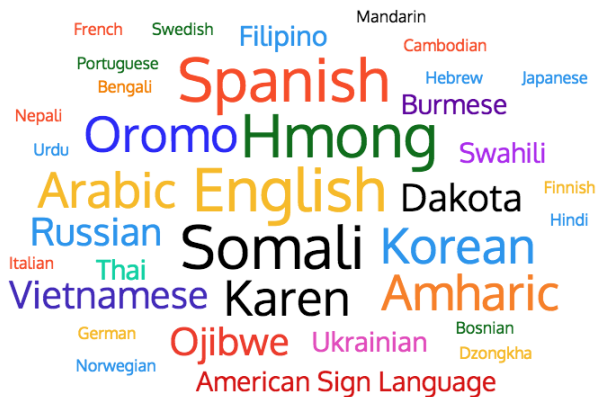 Mandarin
French
Swedish
Filipino
Cambodian
Portuguese
Spanish
Bengali
Hebrew
Japanese
Burmese
Nepali
Oromo
Hmong
Urdu
Swahili
Arabic
English
Dakota
Finnish
Hindi
Russian
Somali
Korean
Italian
Thai
Vietnamese
Karen
Amharic
German
Ojibwe
Ukrainian
Bosnian
Dzongkha
Norwegian
American Sign Language